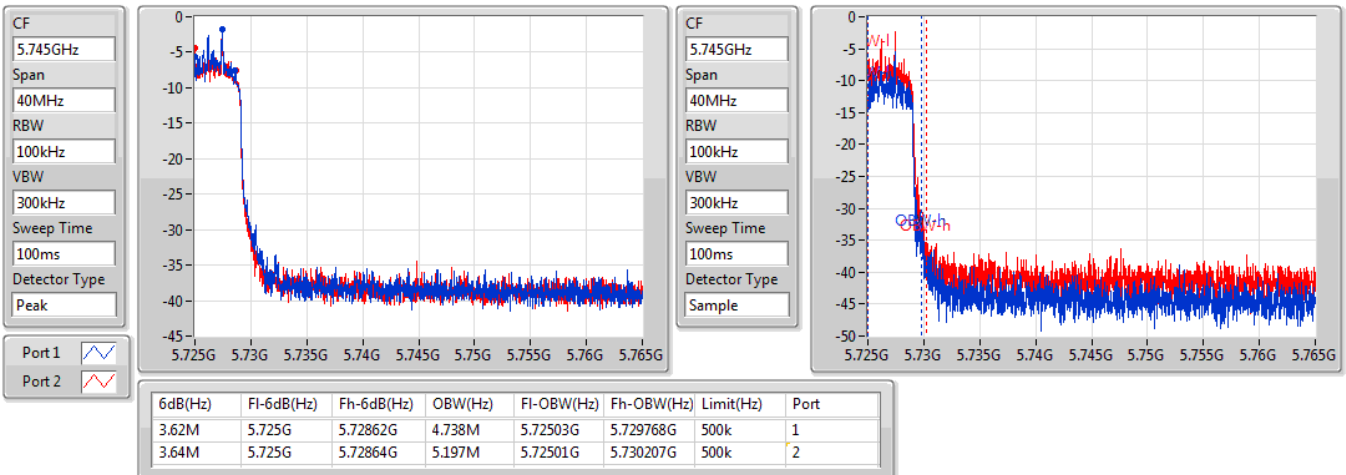 CF
5.745GHz
Span
40MHz
RBW
100kHz
VBW
300kHz
Sweep Time
100ms
Detector Type
Peak
Port 1
Port 2
0
-5
-10
-15
-20
-25
-30
-35
-40
-45
5.725G 5.73G 5.735G 5.74G 5.745G 5.75G 5.755G 5.76G 5.765G
CF
5.745GHz
Span
40MHz
RBW
100kHz
VBW
300kHz
Sweep Time
100ms
Detector Type
Sample
0
-5
-10
-15
-20
-25
-30
-35
-40
-45
-50
OBW-h
OBW-h
5.725G 5.73G 5.735G 5.74G 5.745G 5.75G 5.755G 5.76G 5.765G
6dB(Hz) Fl-6dB(Hz) Fh-6dB(Hz) OBW(Hz) Fl-OBW(Hz) Fh-OBW(Hz) Limit(Hz) Port
3.62M 5.725G 5.72862G 4.738M 5.72503G 5.729768G 500k 1
3.64M 5.725G 5.72864G 5.197M 5.72501G 5.730207G 500k 2